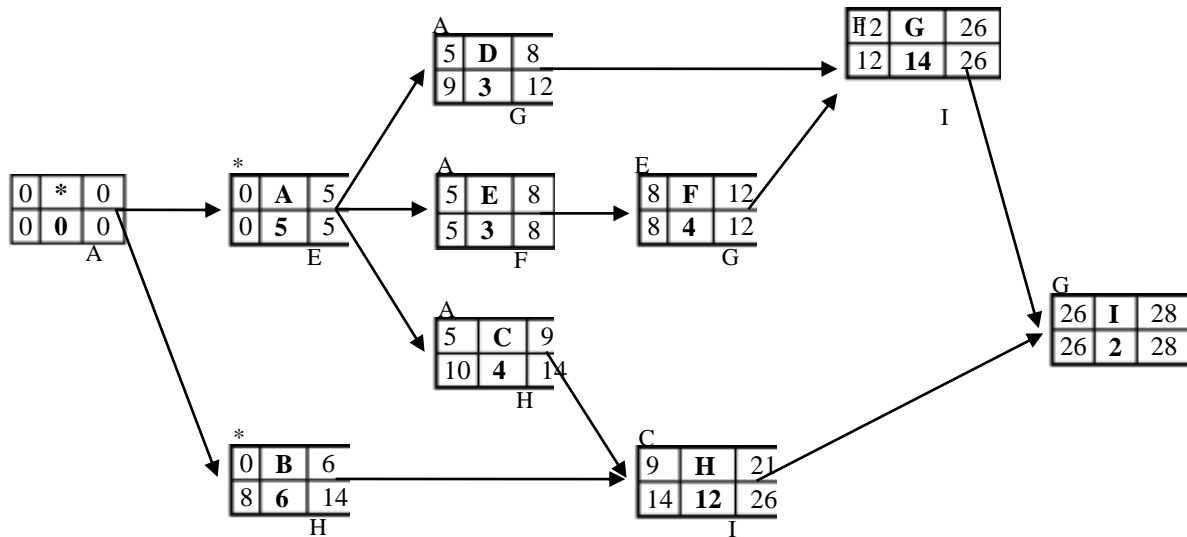 A
5 D 8
9 3 12
G
F
12 G 26
12 14 26
I
0 * 0
0 0 0
A
*
0 A 5
0 5 5
E
A
5 E 8
5 3 8
F
E
8 F 12
8 4 12
G
A
5 C 9
10 4 14
H
G
26 I 28
26 2 28
*
0 B 6
8 6 14
H
C
9 H 21
14 12 26
I